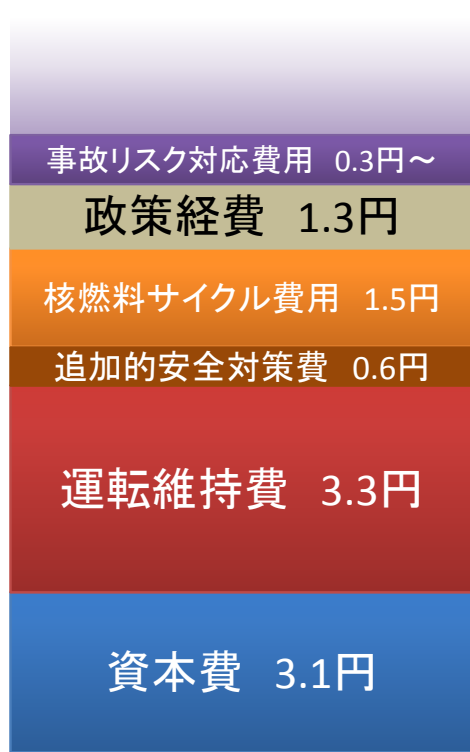 事故リスク対応費用 0.3円～
政策経費 1.3円
核燃料サイクル費用 1.5円
追加的安全対策費 0.6円
運転維持費 3.3円
資本費 3.1円